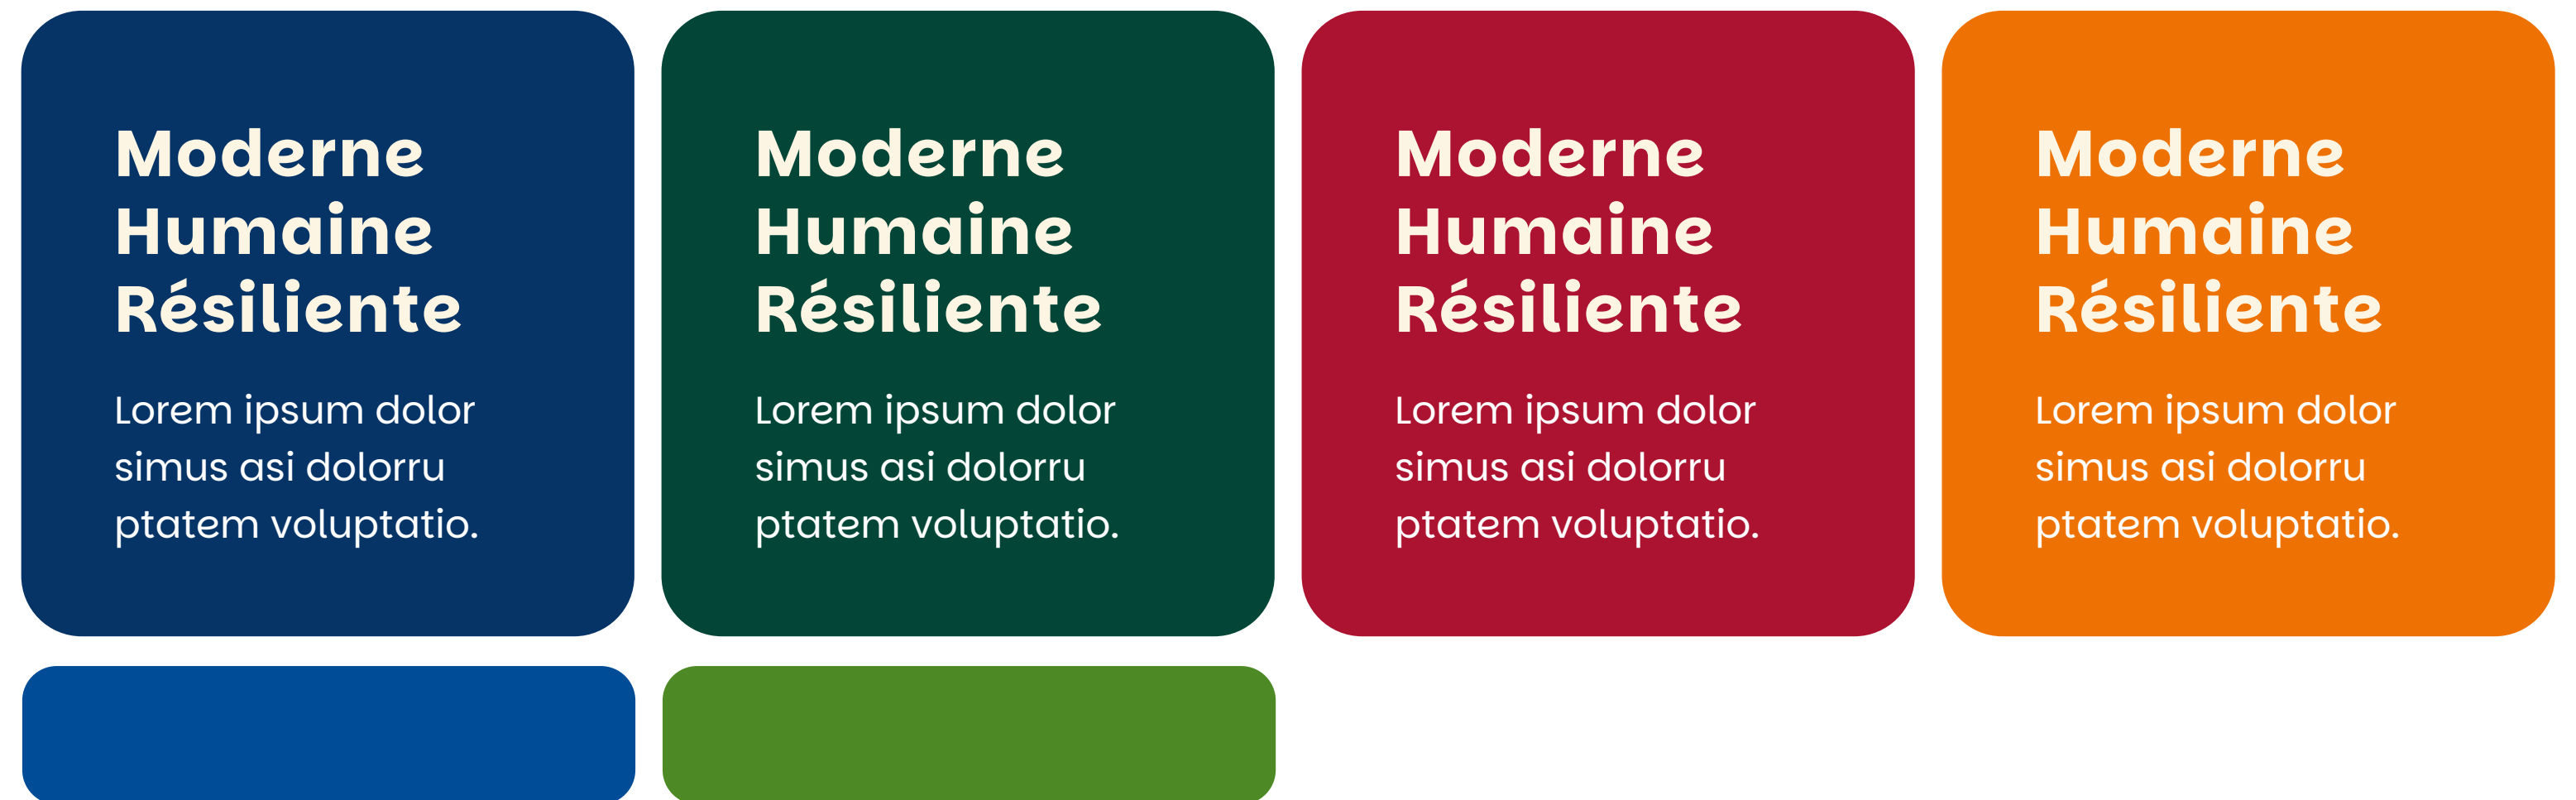 Moderne
Humaine
Résiliente
Lorem ipsum dolor
simus asi dolorru
ptatem voluptatio.
Moderne
Humaine
Résiliente
Lorem ipsum dolor
simus asi dolorru
ptatem voluptatio.
Moderne
Humaine
Résiliente
Lorem ipsum dolor
simus asi dolorru
ptatem voluptatio.
Moderne
Humaine
Résiliente
Lorem ipsum dolor
simus asi dolorru
ptatem voluptatio.